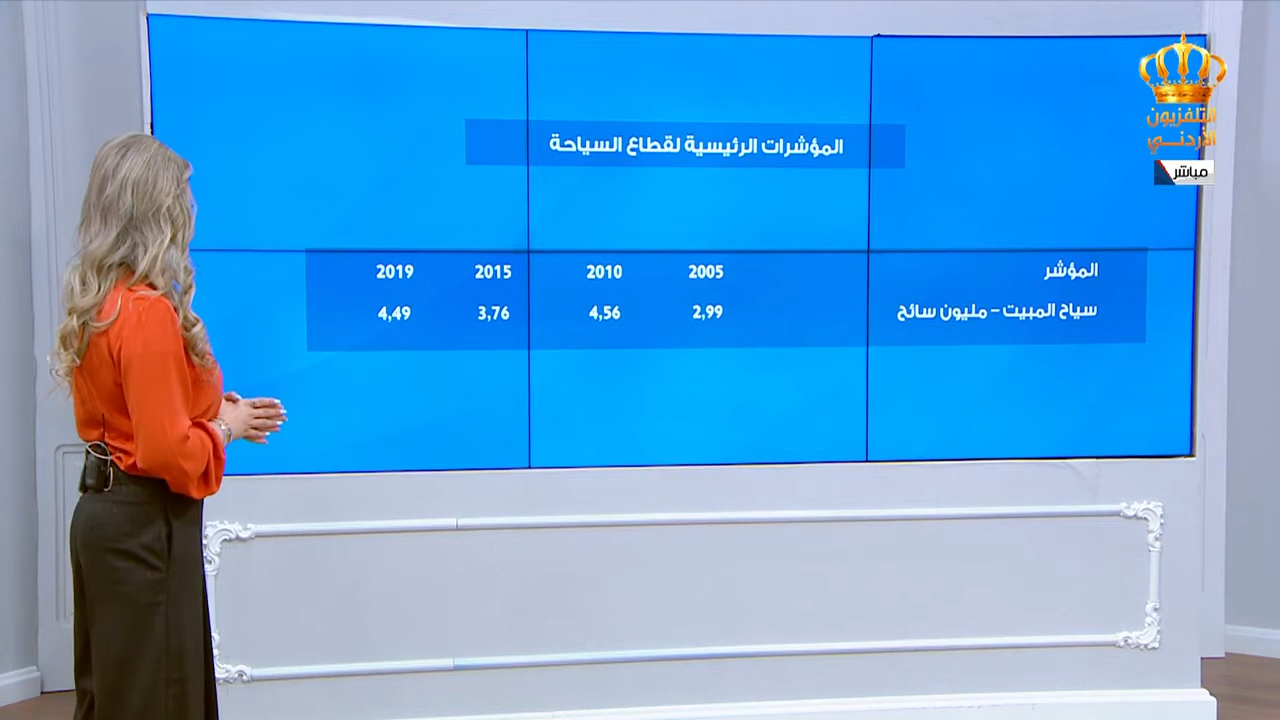 التلفزيون
الأردني
مباشر
المؤشرات الرئيسية لقطاع السياحة
المؤشر 2005 2010 2015 2019
سياح المبيت – مليون سائح 2,99 4,56 3,76 4,49